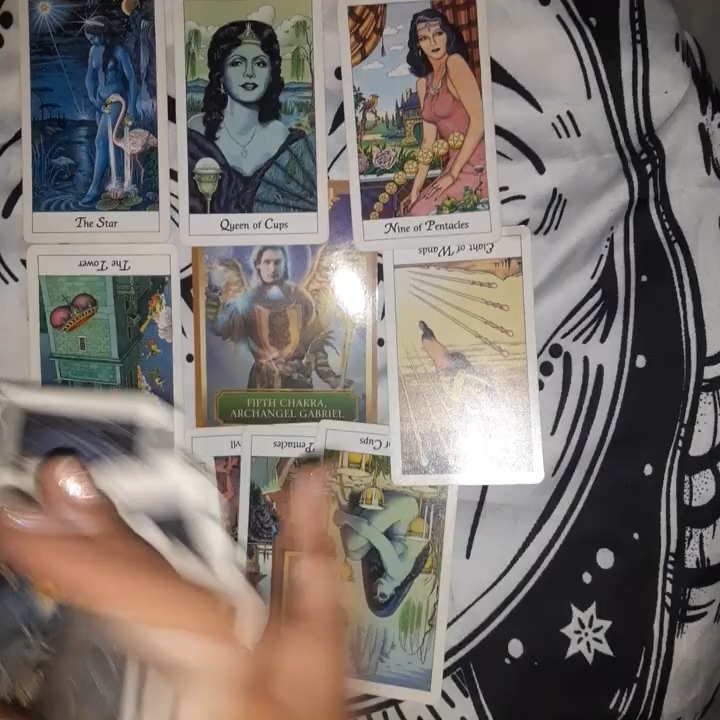 The Star
Queen of Cups
Nine of Pentacles
The Tower
Eight of Wands
FIFTH CHAKRA,
ARCHANGEL GABRIEL
vil
Pentacles
f Cups